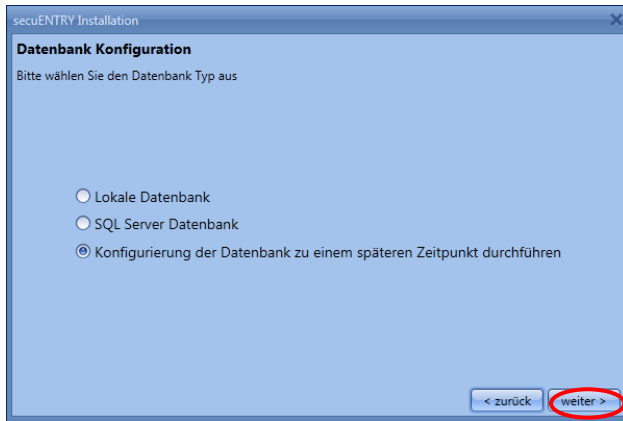 secuENTRY Installation
Datenbank Konfiguration
Bitte wählen Sie den Datenbank Typ aus
Lokale Datenbank
SQL Server Datenbank
Konfigurierung der Datenbank zu einem späteren Zeitpunkt durchführen
< zurück weiter >